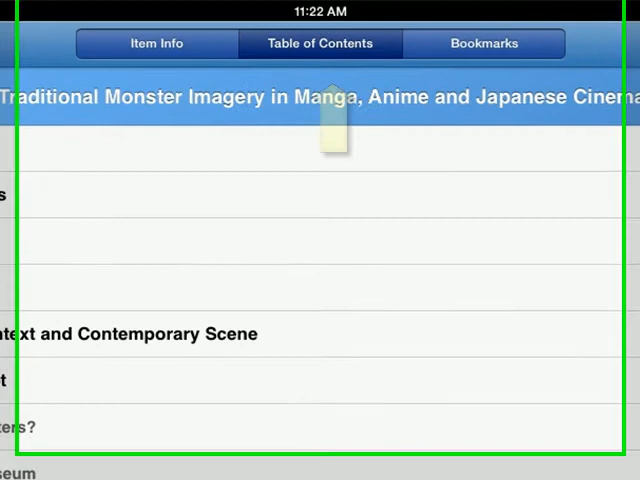 11:22 AM
Item Info Table of Contents Bookmarks
Traditional Monster Imagery in Manga, Anime and Japanese Cinema
s
ntext and Contemporary Scene
t
ters?
seum